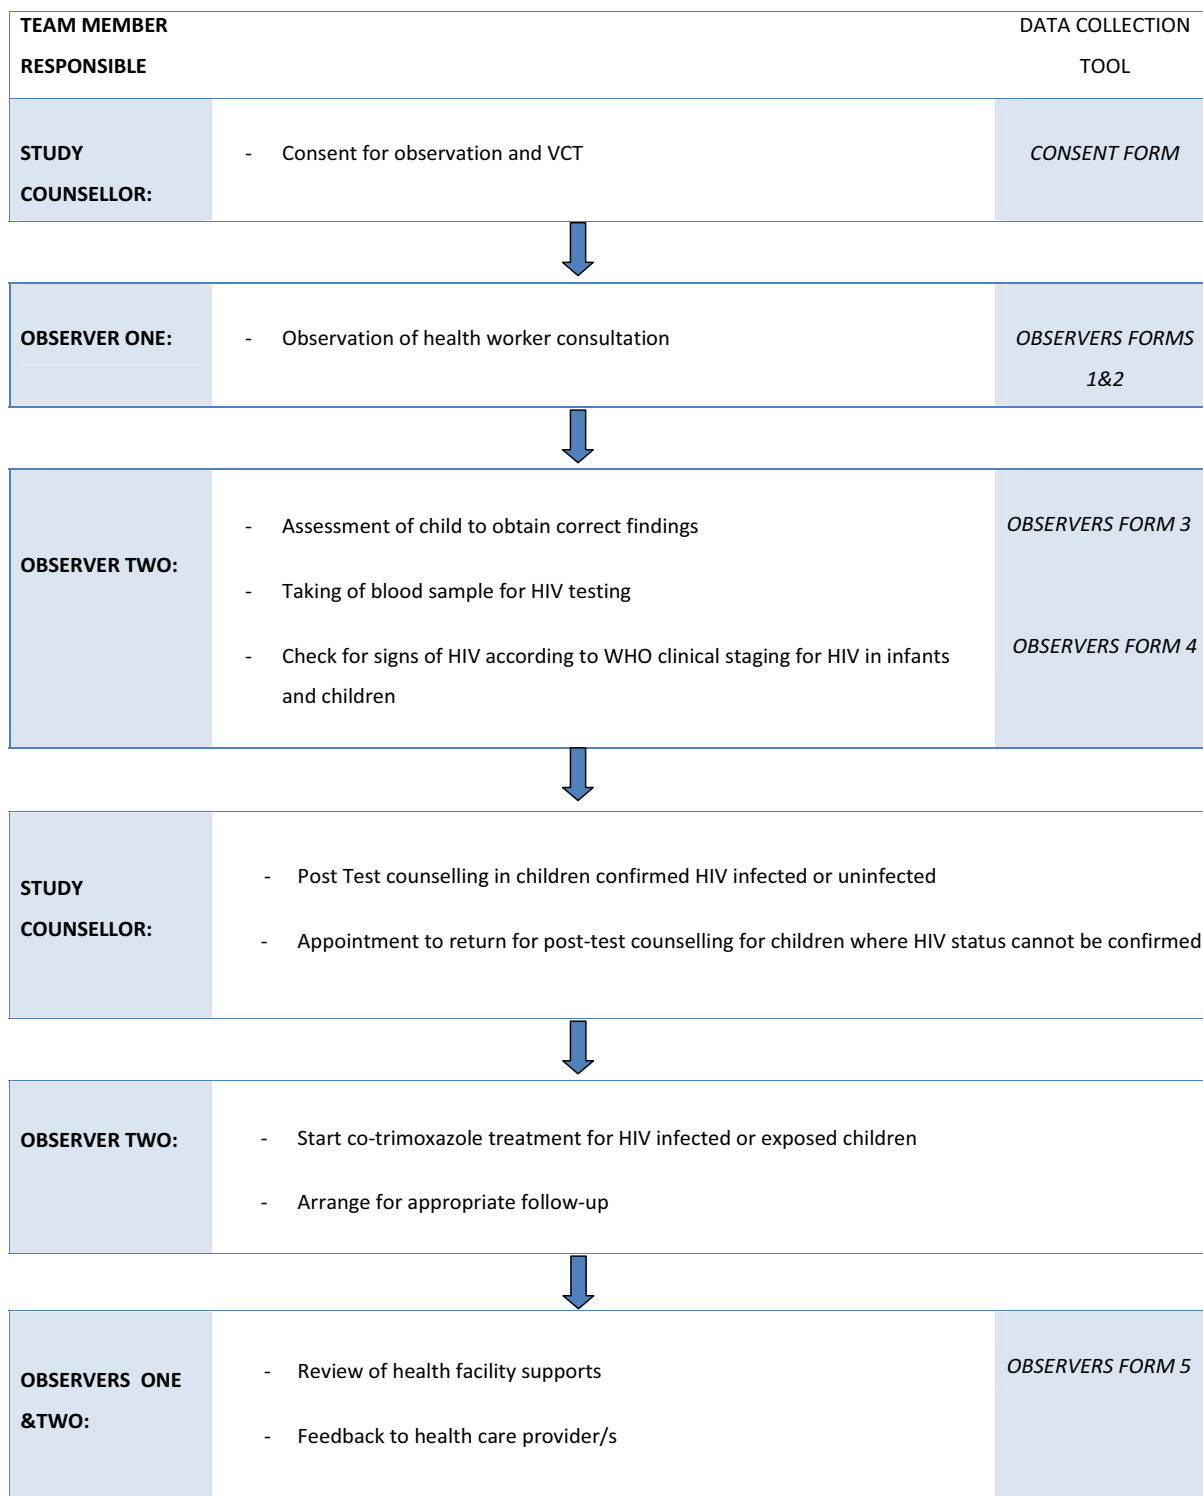 TEAM MEMBER
RESPONSIBLE
DATA COLLECTION
TOOL
STUDY
COUNSELLOR:
- Consent for observation and VCT
CONSENT FORM
OBSERVER ONE:
- Observation of health worker consultation
OBSERVERS FORMS
1&2
OBSERVER TWO:
- Assessment of child to obtain correct findings
- Taking of blood sample for HIV testing
- Check for signs of HIV according to WHO clinical staging for HIV in infants
and children
OBSERVERS FORM 3
OBSERVERS FORM 4
STUDY
COUNSELLOR:
- Post Test counselling in children confirmed HIV infected or uninfected
- Appointment to return for post-test counselling for children where HIV status cannot be confirmed
OBSERVER TWO:
- Start co-trimoxazole treatment for HIV infected or exposed children
- Arrange for appropriate follow-up
OBSERVERS ONE
&TWO:
- Review of health facility supports
- Feedback to health care provider/s
OBSERVERS FORM 5